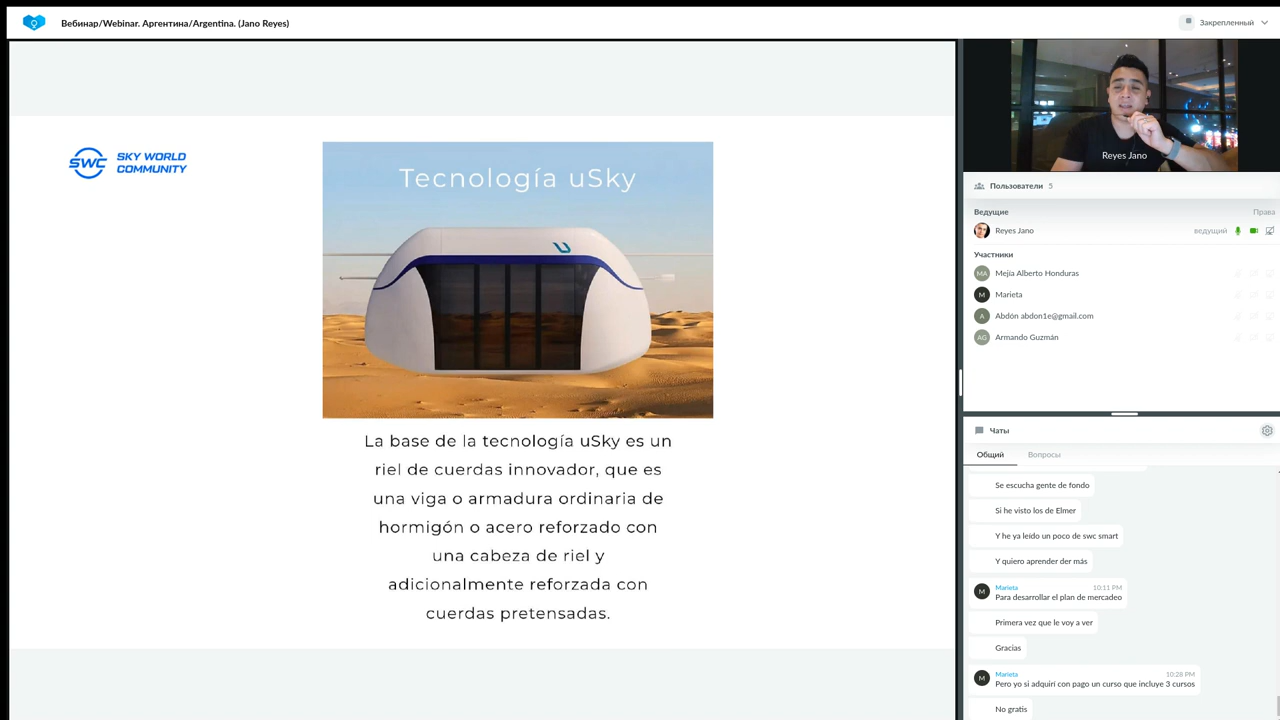 Вебинар/Webinar. Аргентина/Argentina. (Jano Reyes)
Закрепленный
SWC SKY WORLD
COMMUNITY
Tecnología uSky
La base de la tecnología uSky es un
riel de cuerdas innovador, que es
una viga o armadura ordinaria de
hormigón o acero reforzado con
una cabeza de riel y
adicionalmente reforzada con
cuerdas pretensadas.
Reyes Jano
Пользователи 5
Ведущие Права
Reyes Jano ведущий
Участники
MA Mejía Alberto Honduras
M Marieta
A Abdón abdon1e@gmail.com
AG Armando Guzmán
Чаты
Общий Вопросы
Se escucha gente de fondo
Si he visto los de Elmer
Y he ya leído un poco de swc smart
Y quiero aprender der más
M Marieta 10:11 PM
Para desarrollar el plan de mercadeo
Primera vez que le voy a ver
Gracias
M Marieta 10:28 PM
Pero yo si adquirí con pago un curso que incluye 3 cursos
No gratis